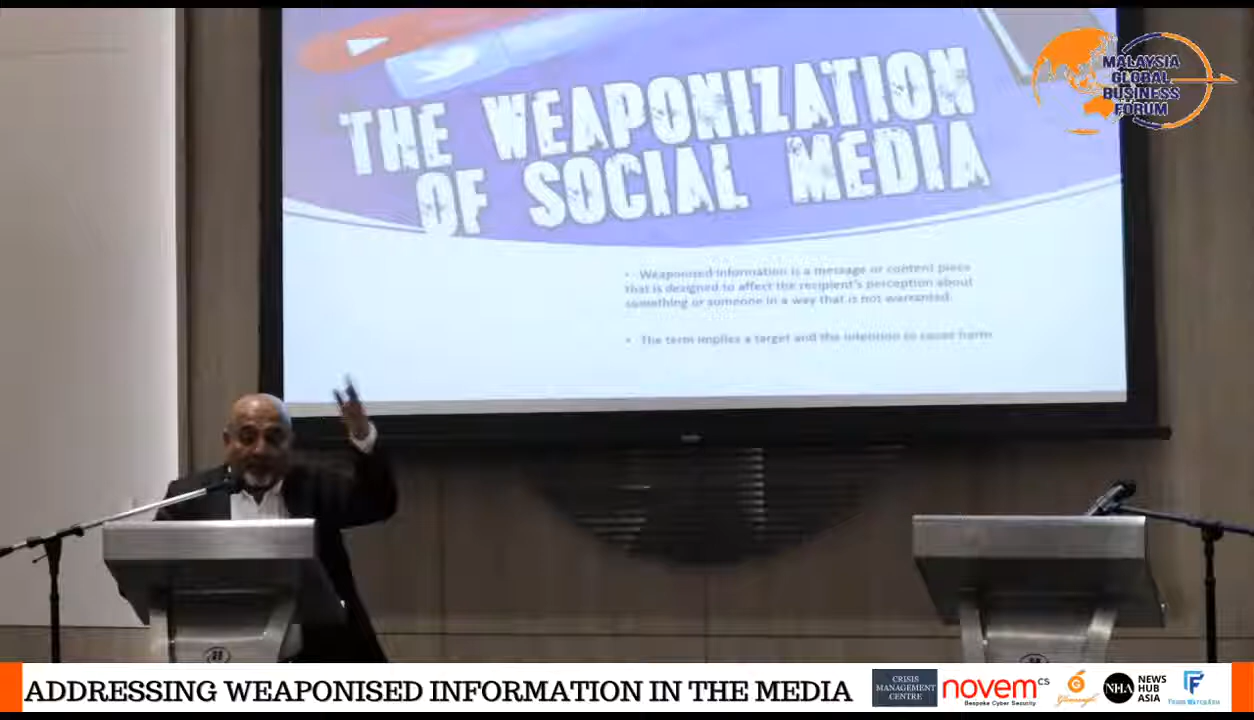 THE WEAPONIZATION
OF SOCIAL MEDIA
MALAYSIA
GLOBAL
BUSINESS
FORUM
• Weaponised information is a message or content piece
that is designed to affect the recipient's perception about
something or someone in a way that is not warranted.
• The term implies a target and the intention to cause harm
ADDRESSING WEAPONISED INFORMATION IN THE MEDIA
CRISIS
MANAGEMENT
CENTRE
novem CS
Bespoke Cyber Security
NHA
NEWS
HUB
ASIA